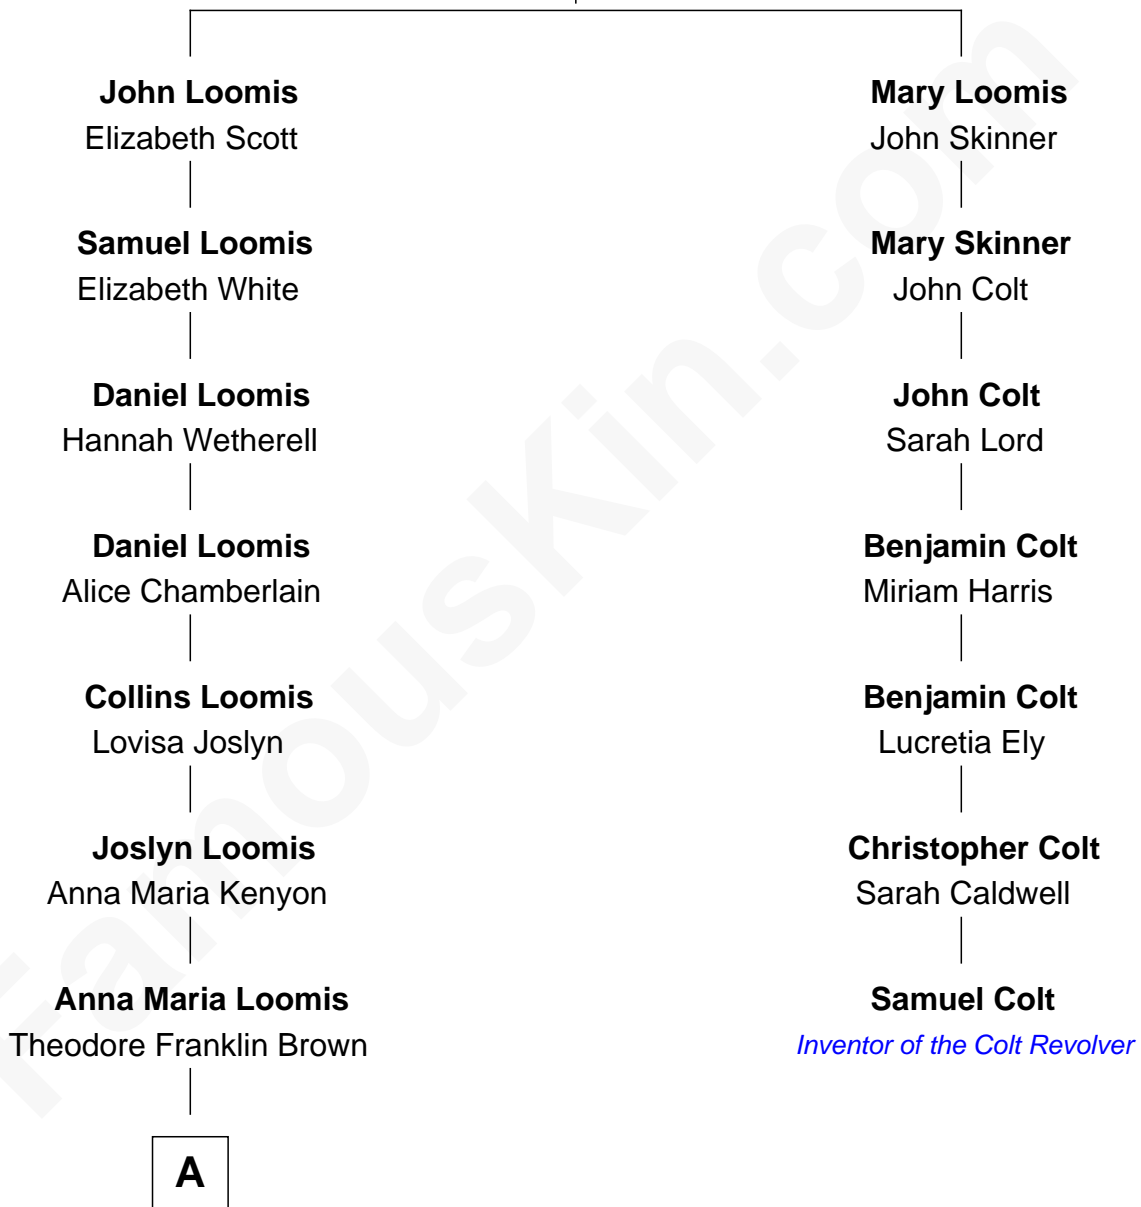 John Loomis
Elizabeth Scott
Mary Loomis
John Skinner
Samuel Loomis
Elizabeth White
Mary Skinner
John Colt
Daniel Loomis
Hannah Wetherell
John Colt
Sarah Lord
Daniel Loomis
Alice Chamberlain
Benjamin Colt
Miriam Harris
Collins Loomis
Lovisa Joslyn
Benjamin Colt
Lucretia Ely
Joslyn Loomis
Anna Maria Kenyon
Christopher Colt
Sarah Caldwell
Anna Maria Loomis
Theodore Franklin Brown
Samuel Colt
Inventor of the Colt Revolver
A
FamousKin.com